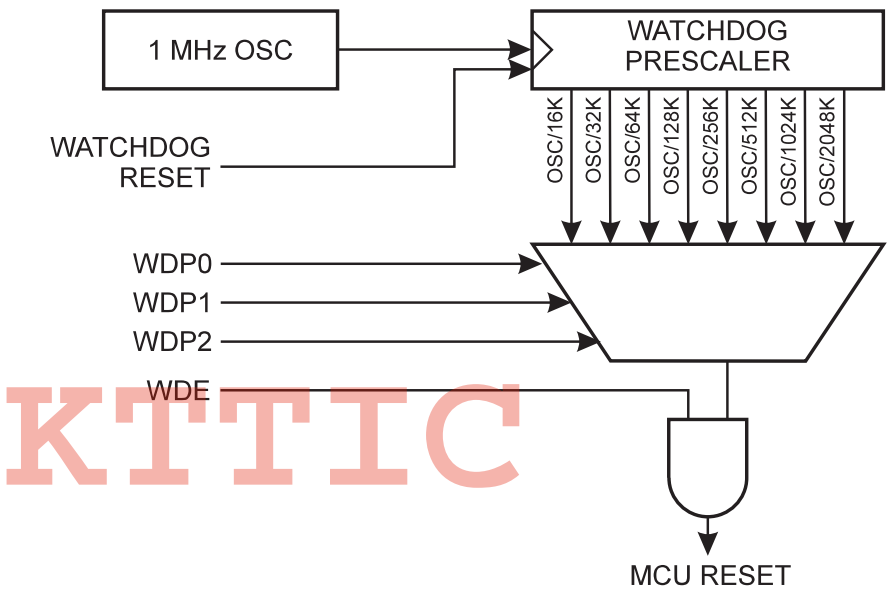 1 MHz OSC
WATCHDOG
PRESCALER
OSC/16K
OSC/32K
OSC/64K
OSC/128K
OSC/256K
OSC/512K
OSC/1024K
OSC/2048K
WATCHDOG
RESET
WDP0
WDP1
WDP2
WDE
KTTIC
MCU RESET